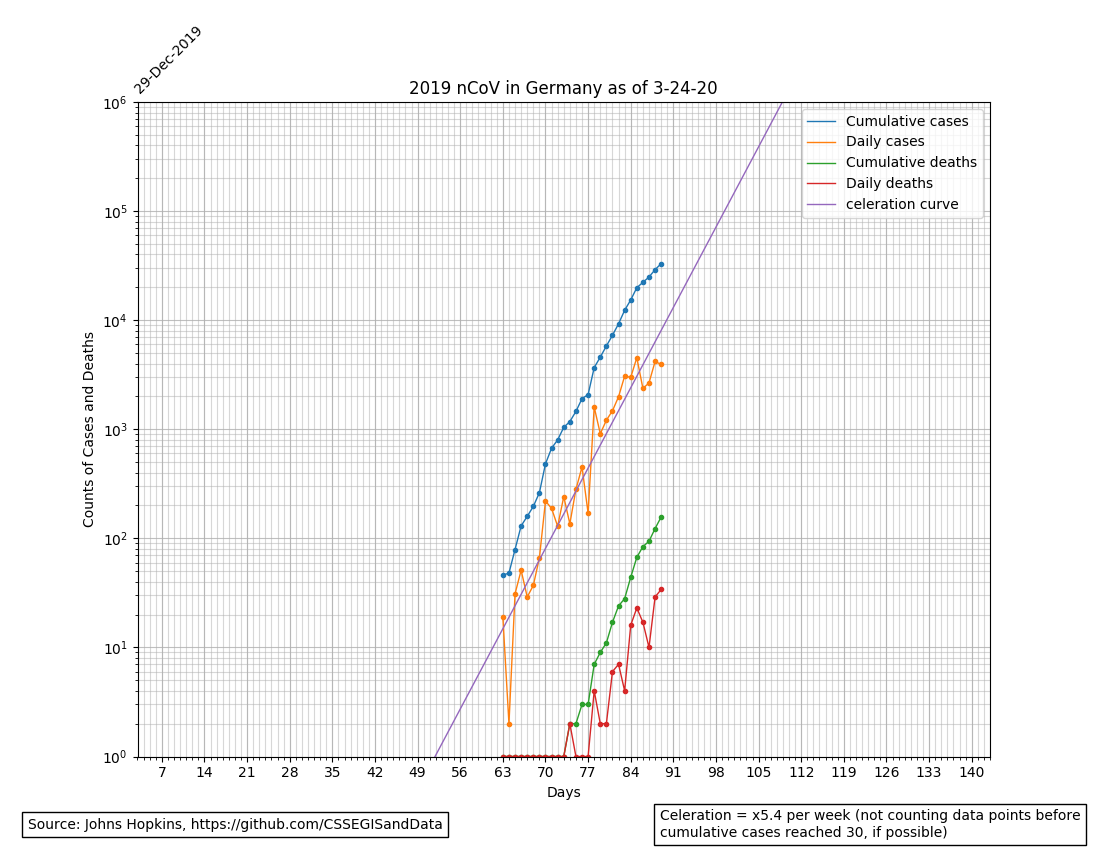 29-Dec-2019
2019 nCoV in Germany as of 3-24-20
Cumulative cases
Daily cases
Cumulative deaths
Daily deaths
celeration curve
Counts of Cases and Deaths
10^6
10^5
10^4
10^3
10^2
10^1
10^0
7 14 21 28 35 42 49 56 63 70 77 84 91 98 105 112 119 126 133 140
Days
Source: Johns Hopkins, https://github.com/CSSEGISandData
Celeration = x5.4 per week (not counting data points before
cumulative cases reached 30, if possible)